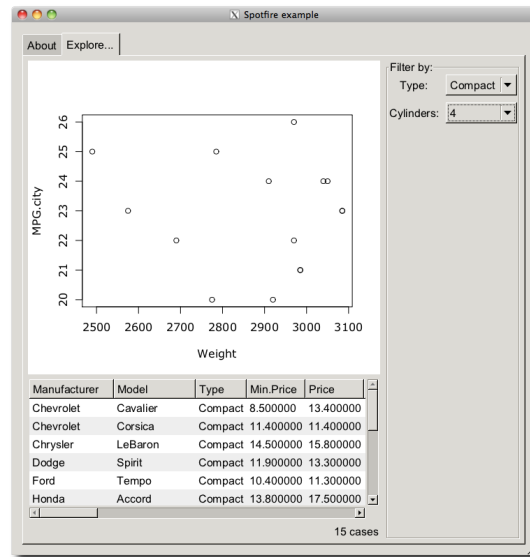 Spotfire example
About Explore...
Filter by:
Type: Compact
Cylinders: 4
MPG.city
26
25
24
23
22
21
20
2500 2600 2700 2800 2900 3000 3100
Weight
Manufacturer Model Type Min.Price Price
Chevrolet Cavalier Compact 8.500000 13.400000
Chevrolet Corsica Compact 11.400000 11.400000
Chrysler LeBaron Compact 14.500000 15.800000
Dodge Spirit Compact 11.900000 13.300000
Ford Tempo Compact 10.400000 11.300000
Honda Accord Compact 13.800000 17.500000
15 cases